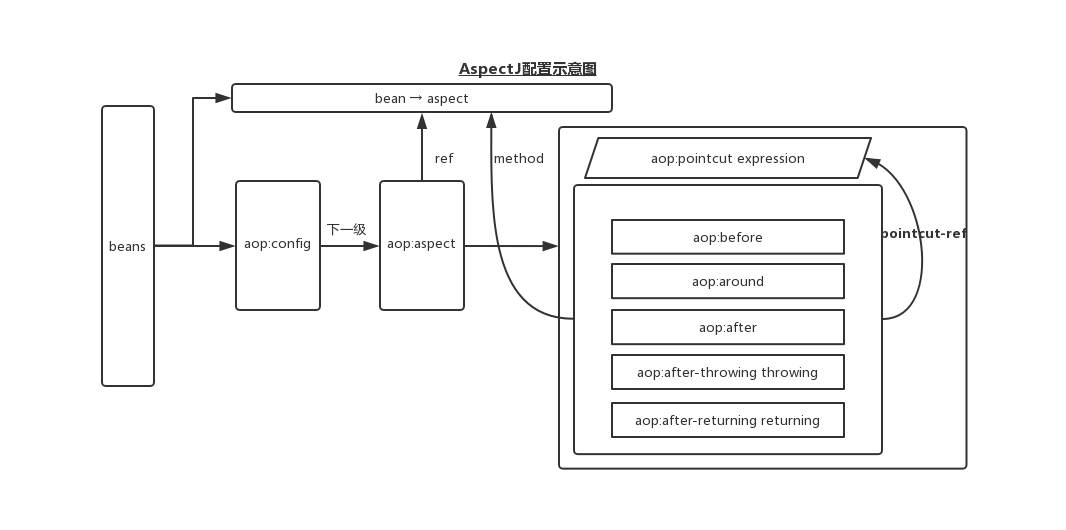 AspectJ配置示意图
bean → aspect
ref
method
aop:pointcut expression
beans
aop:config
下一级
aop:aspect
pointcut-ref
aop:before
aop:around
aop:after
aop:after-throwing throwing
aop:after-returning returning